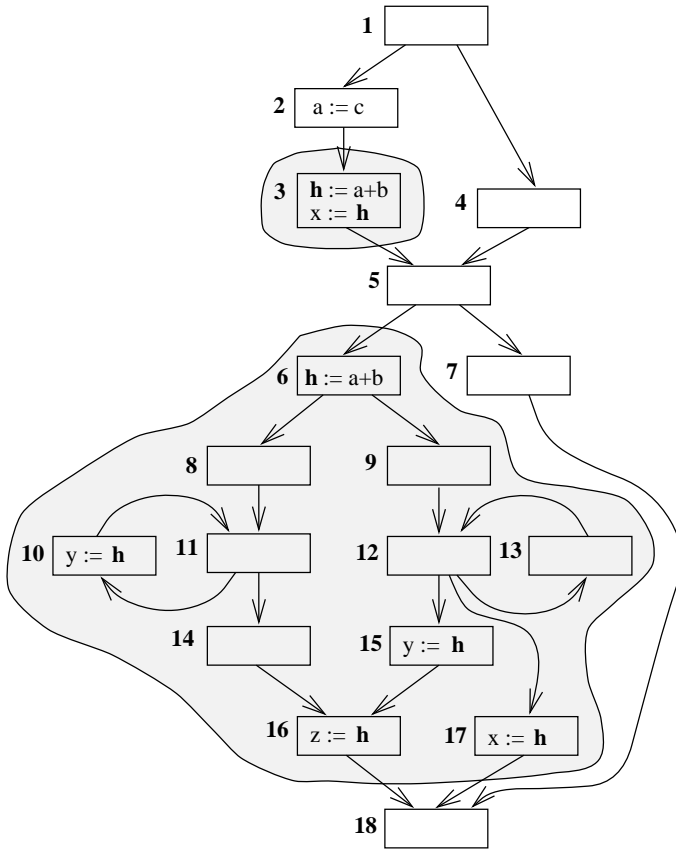 1
2 a := c
3 h := a+b
x := h
4
5
6 h := a+b
7
8
9
10 y := h
11
12
13
14
15 y := h
16 z := h
17 x := h
18